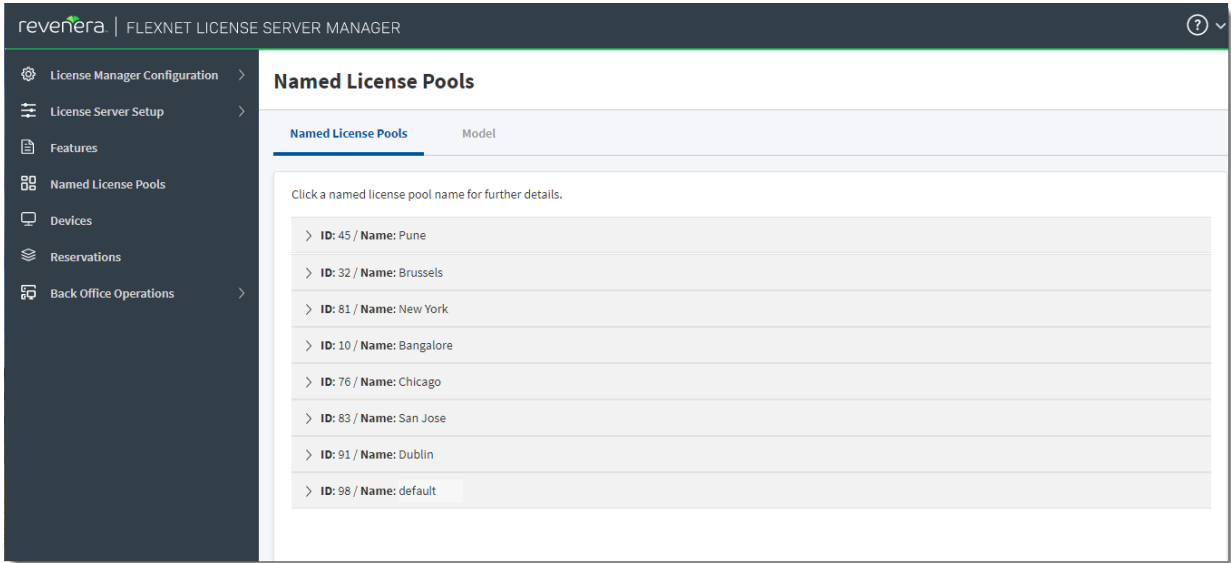 revenera. | FLEXNET LICENSE SERVER MANAGER
?
License Manager Configuration
License Server Setup
Features
Named License Pools
Devices
Reservations
Back Office Operations
Named License Pools
Named License Pools Model
Click a named license pool name for further details.
ID: 45 / Name: Pune
ID: 32 / Name: Brussels
ID: 81 / Name: New York
ID: 10 / Name: Bangalore
ID: 76 / Name: Chicago
ID: 83 / Name: San Jose
ID: 91 / Name: Dublin
ID: 98 / Name: default